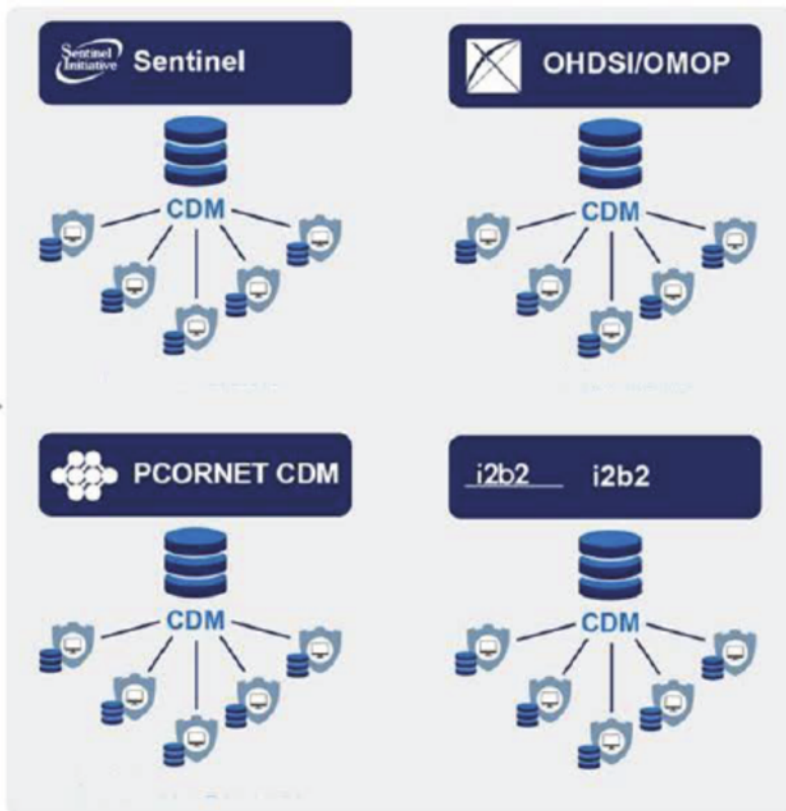 Sentinel Initiative Sentinel
OHDSI/OMOP
CDM
CDM
PCORNET CDM
i2b2 i2b2
CDM
CDM